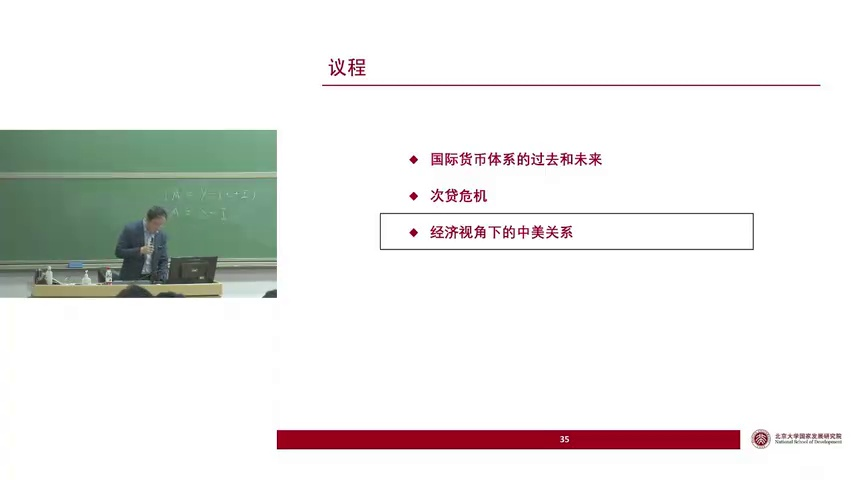 议程
国际货币体系的过去和未来
次贷危机
经济视角下的中美关系
35
北京大学国家发展研究院
National School of Development